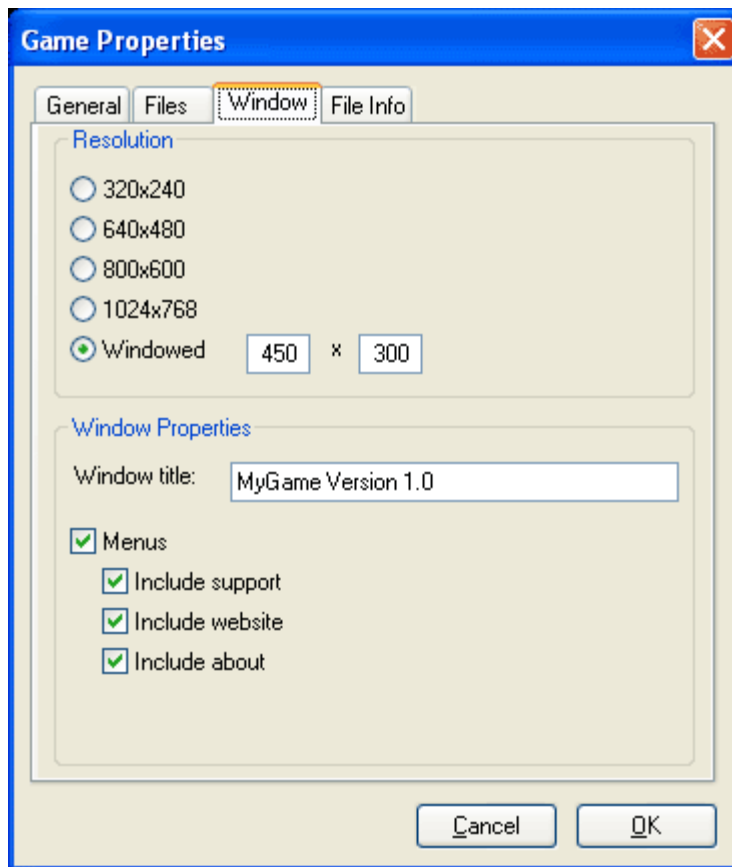 Game Properties
General Files Window File Info
Resolution
320x240
640x480
800x600
1024x768
Windowed 450 x 300
Window Properties
Window title: MyGame Version 1.0
Menus
Include support
Include website
Include about
Cancel OK